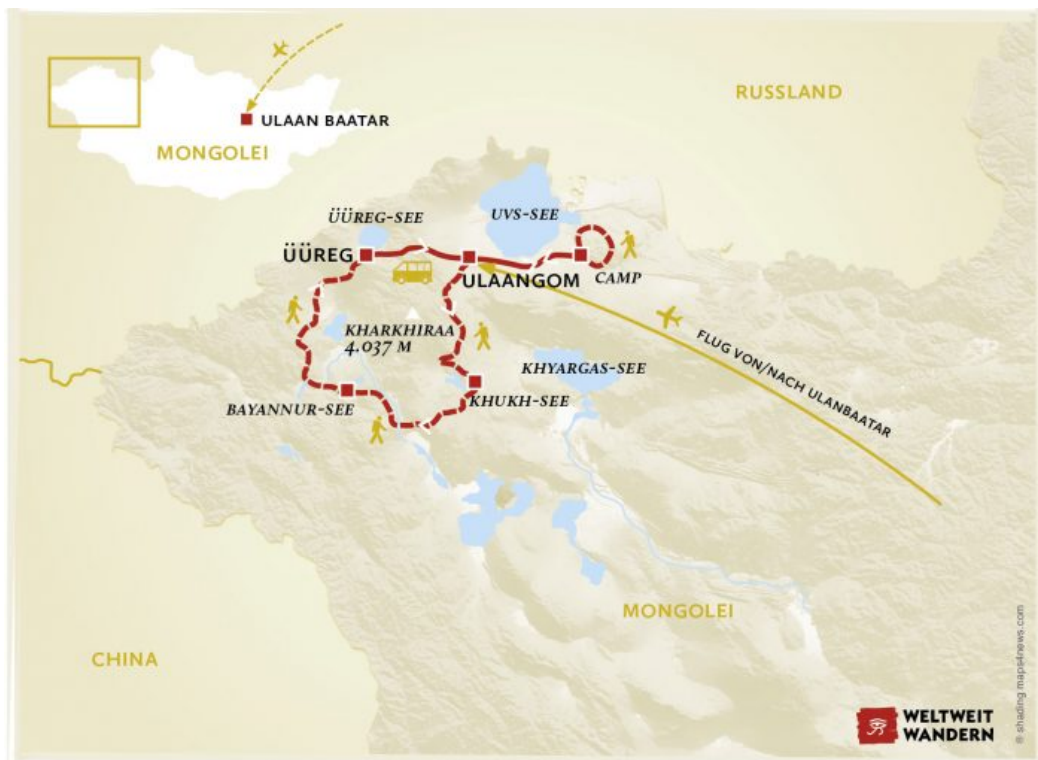 RUSSLAND
ULAAN BAATAR
MONGOLEI
ÜÜREG-SEE
UVS-SEE
ÜÜREG
ULAANGOM
CAMP
KHARKHIRAA
4.037 M
FLUG VON/NACH ULANBAATAR
KHYARGAS-SEE
KHUKH-SEE
BAYANNUR-SEE
MONGOLEI
CHINA
WELTWEIT
WANDERN
© shading maps4news.com